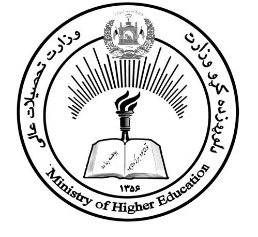 وزارت تحصیلات عالی
د لوړو زده کړو وزارت
۱۳۵۶
Ministry of Higher Education